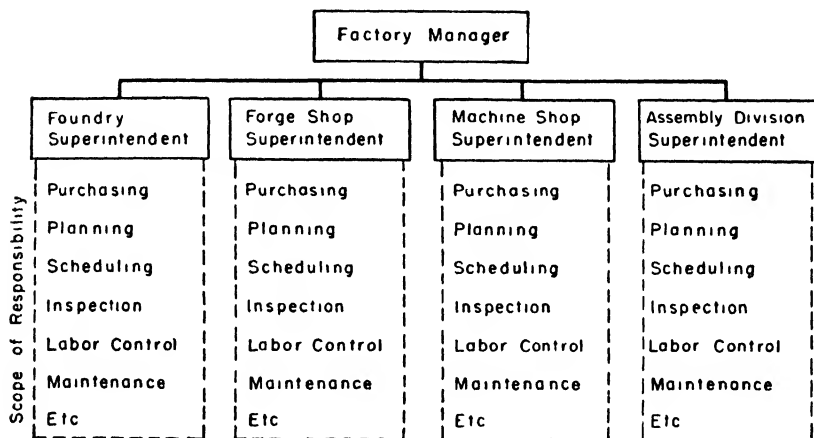 Factory Manager
Foundry
Superintendent
Forge Shop
Superintendent
Machine Shop
Superintendent
Assembly Division
Superintendent
Scope of Responsibility
Purchasing
Planning
Scheduling
Inspection
Labor Control
Maintenance
Etc
Purchasing
Planning
Scheduling
Inspection
Labor Control
Maintenance
Etc
Purchasing
Planning
Scheduling
Inspection
Labor Control
Maintenance
Etc
Purchasing
Planning
Scheduling
Inspection
Labor Control
Maintenance
Etc